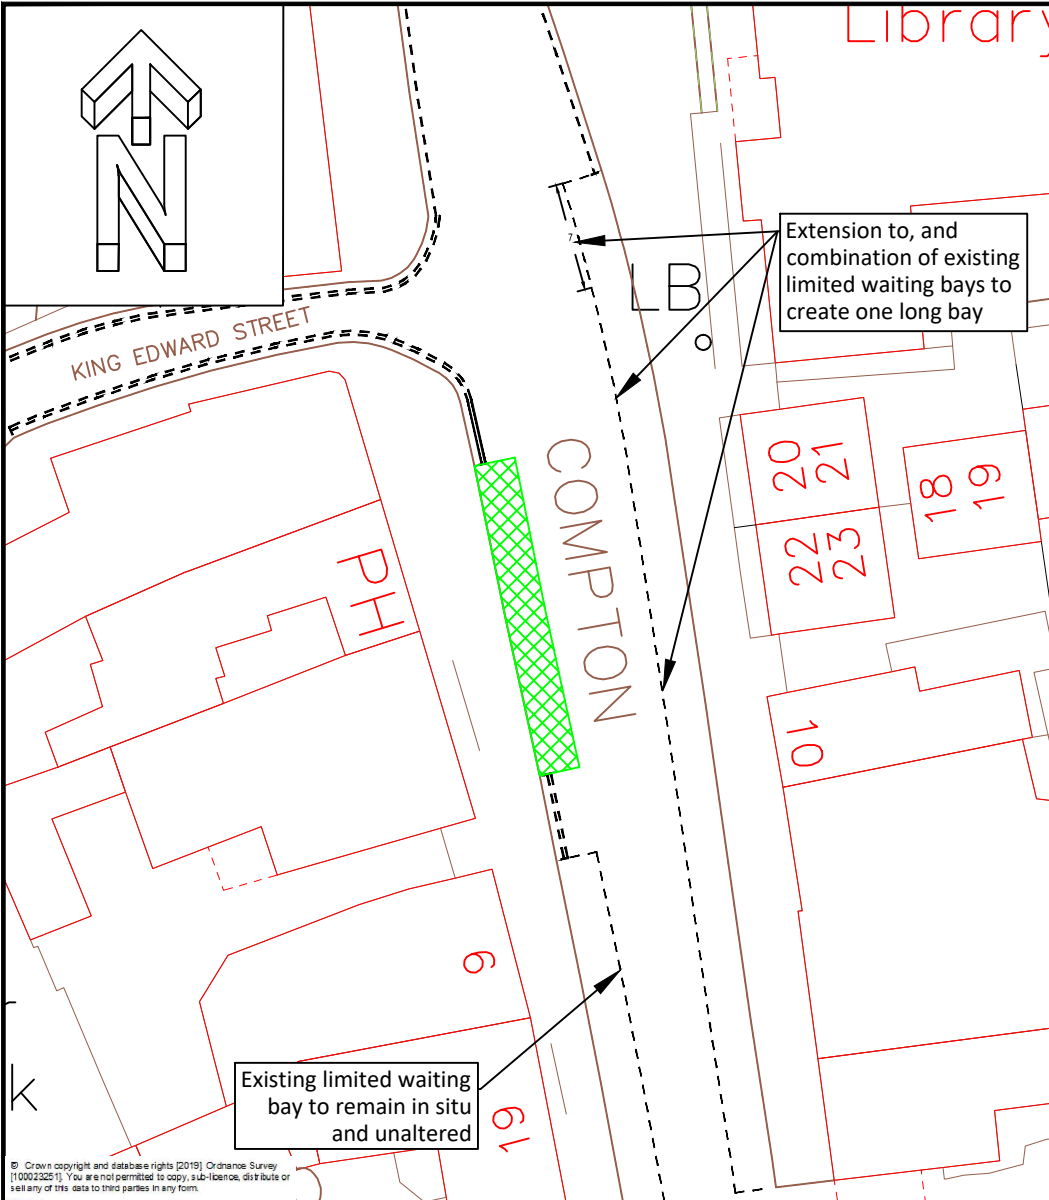 N
Library
Extension to, and
combination of existing
limited waiting bays to
create one long bay
7
LB
KING EDWARD STREET
COMPTON
20
21
18
19
22
23
PH
10
9
k
Existing limited waiting
bay to remain in situ
and unaltered
19
© Crown copyright and database rights [2019] Ordnance Survey
[100023251]. You are not permitted to copy, sub-licence, distribute or
sell any of this data to third parties in any form.